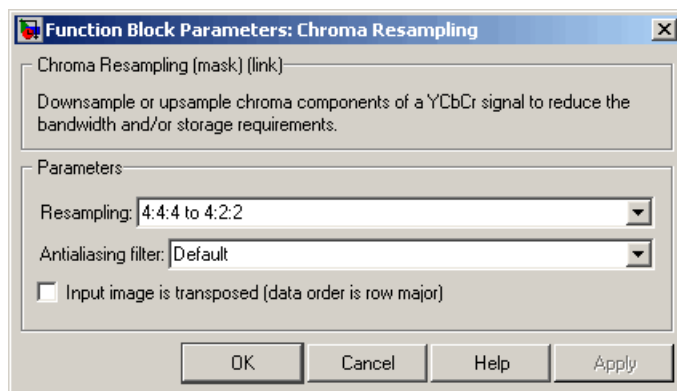 Function Block Parameters: Chroma Resampling
Chroma Resampling (mask) (link)
Downsample or upsample chroma components of a YCbCr signal to reduce the
bandwidth and/or storage requirements.
Parameters
Resampling: 4:4:4 to 4:2:2
Antialiasing filter: Default
Input image is transposed (data order is row major)
OK Cancel Help Apply